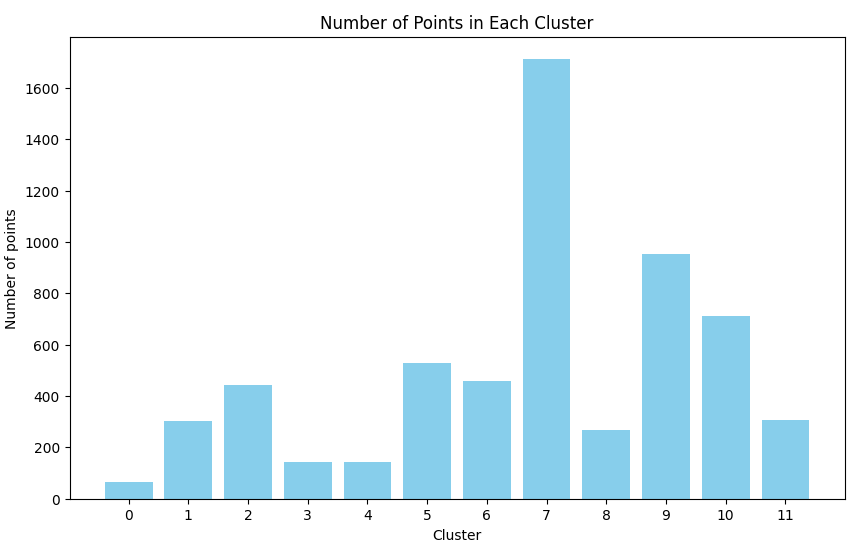 Number of Points in Each Cluster
1600
1400
1200
1000
800
600
400
200
0
Number of points
0 1 2 3 4 5 6 7 8 9 10 11
Cluster